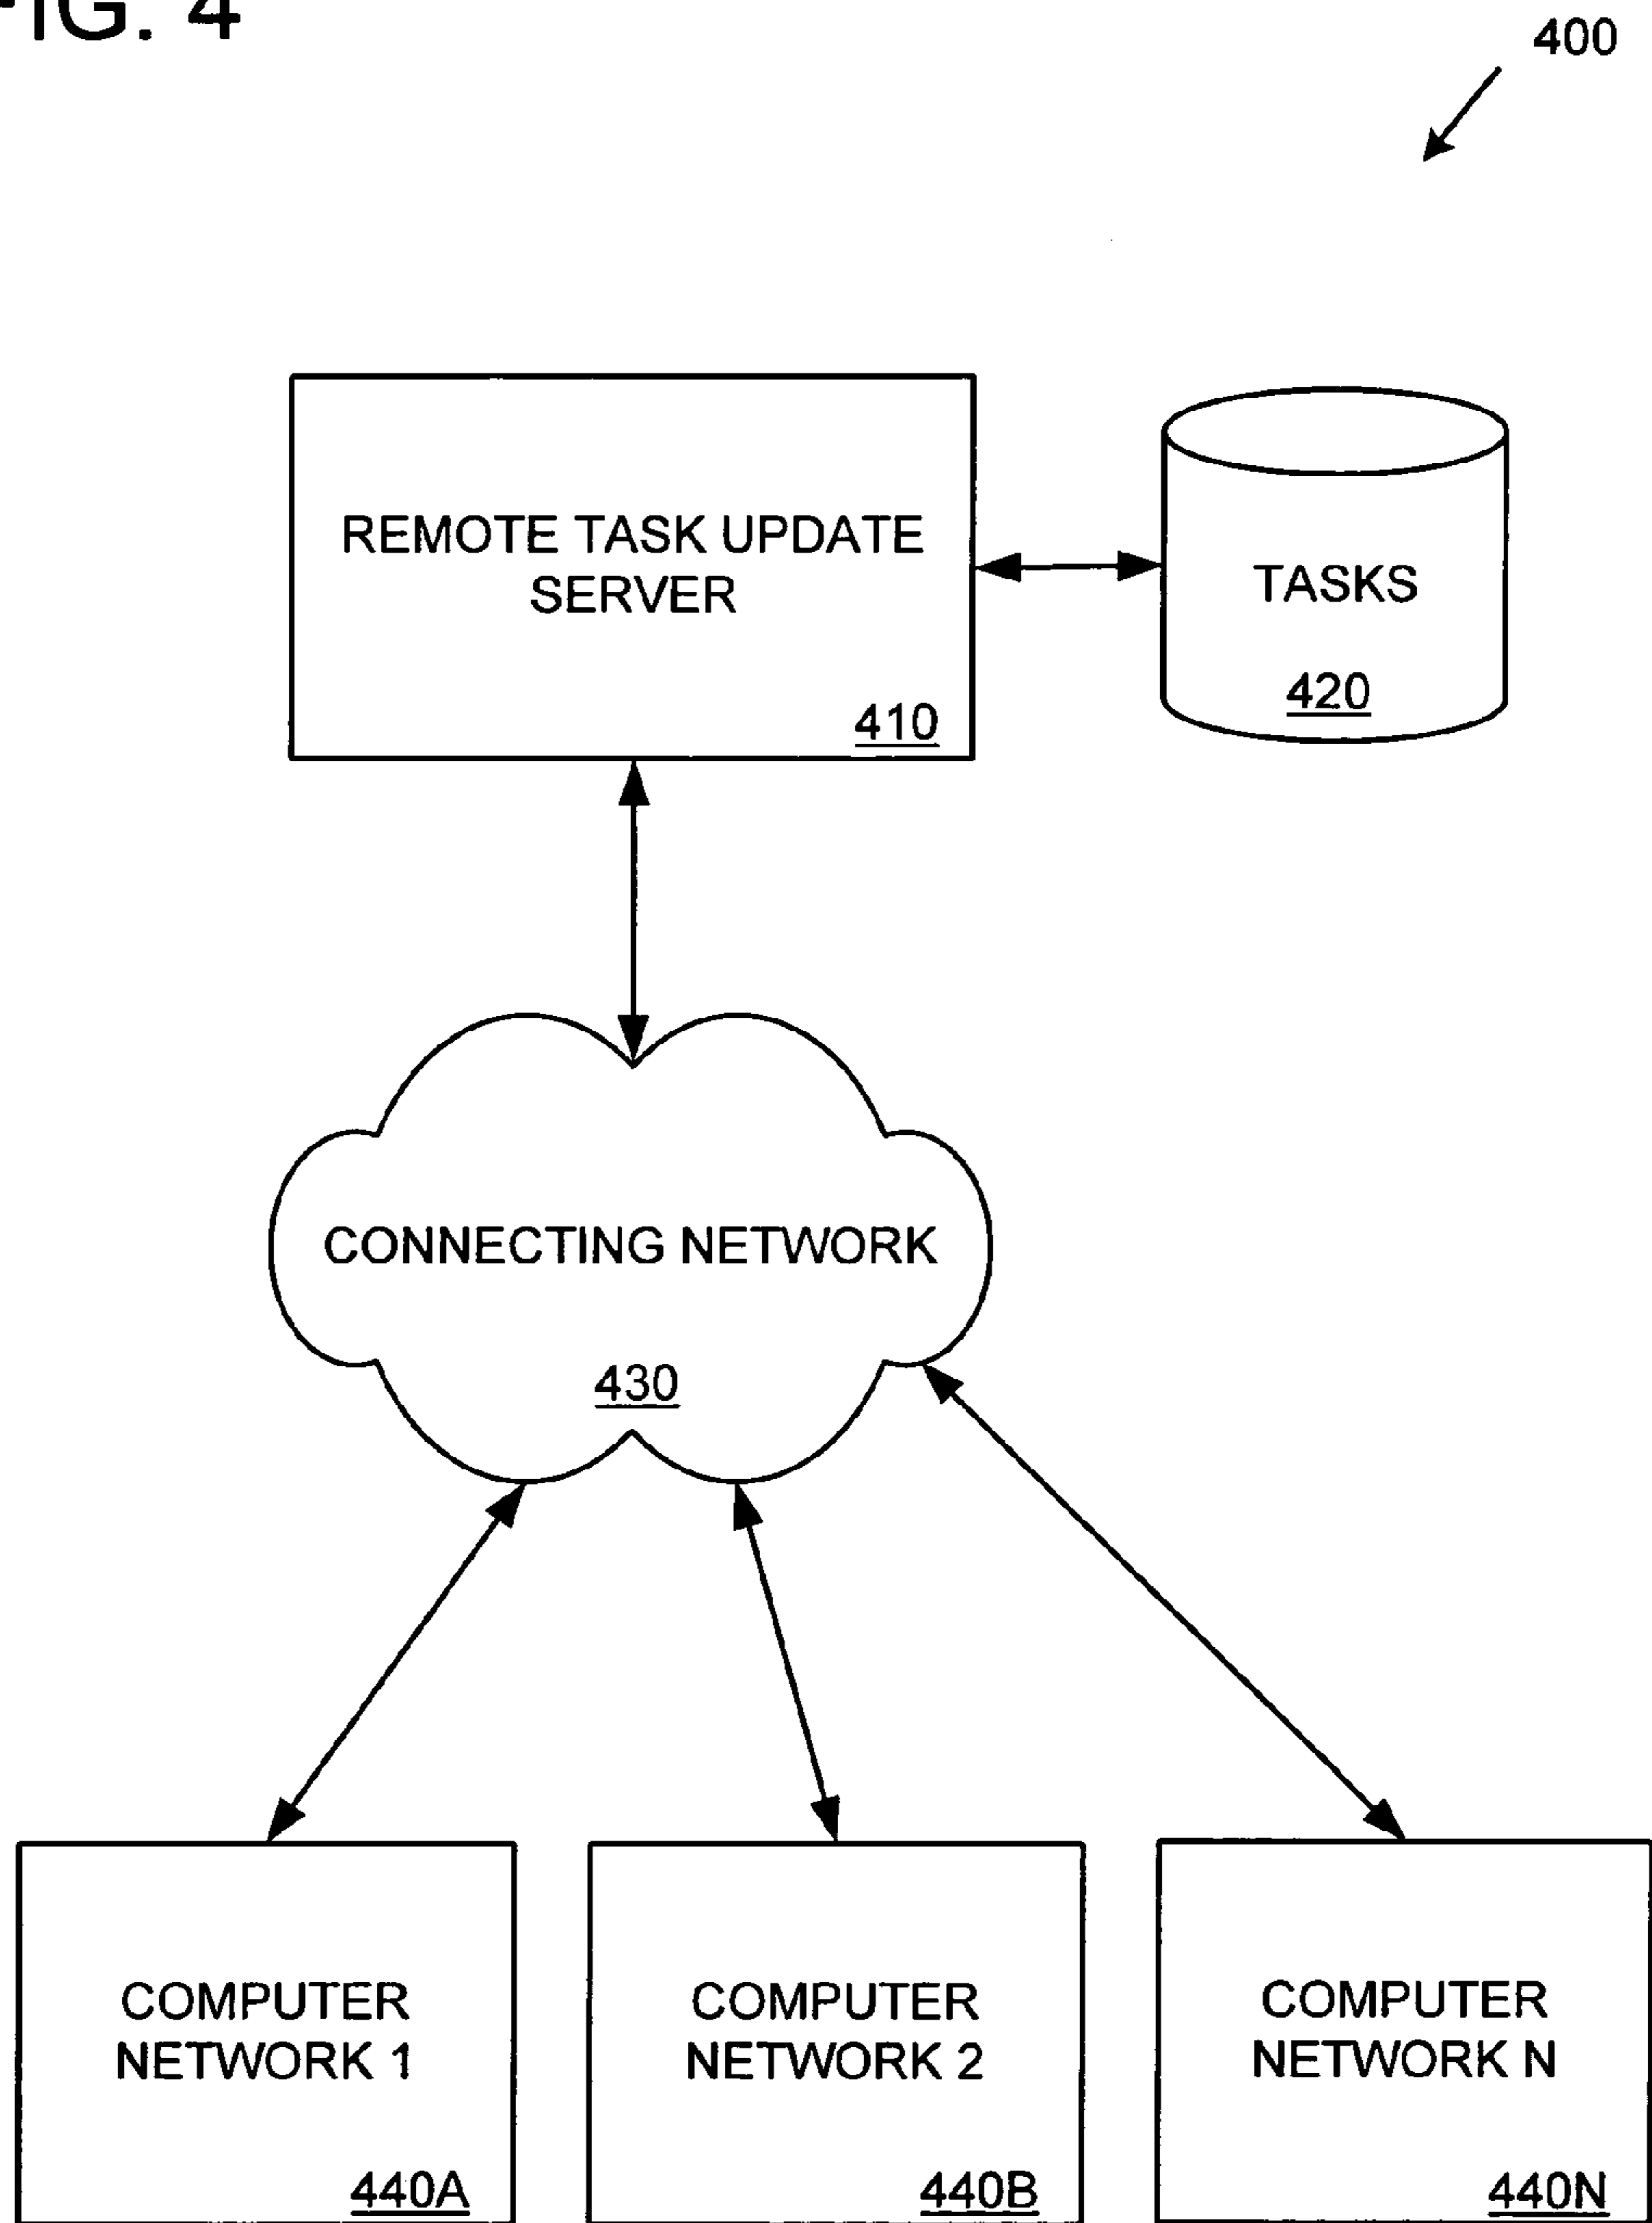 FIG. 4
400
REMOTE TASK UPDATE
SERVER
410
TASKS
420
CONNECTING NETWORK
430
COMPUTER
NETWORK 1
440A
COMPUTER
NETWORK 2
440B
COMPUTER
NETWORK N
440N